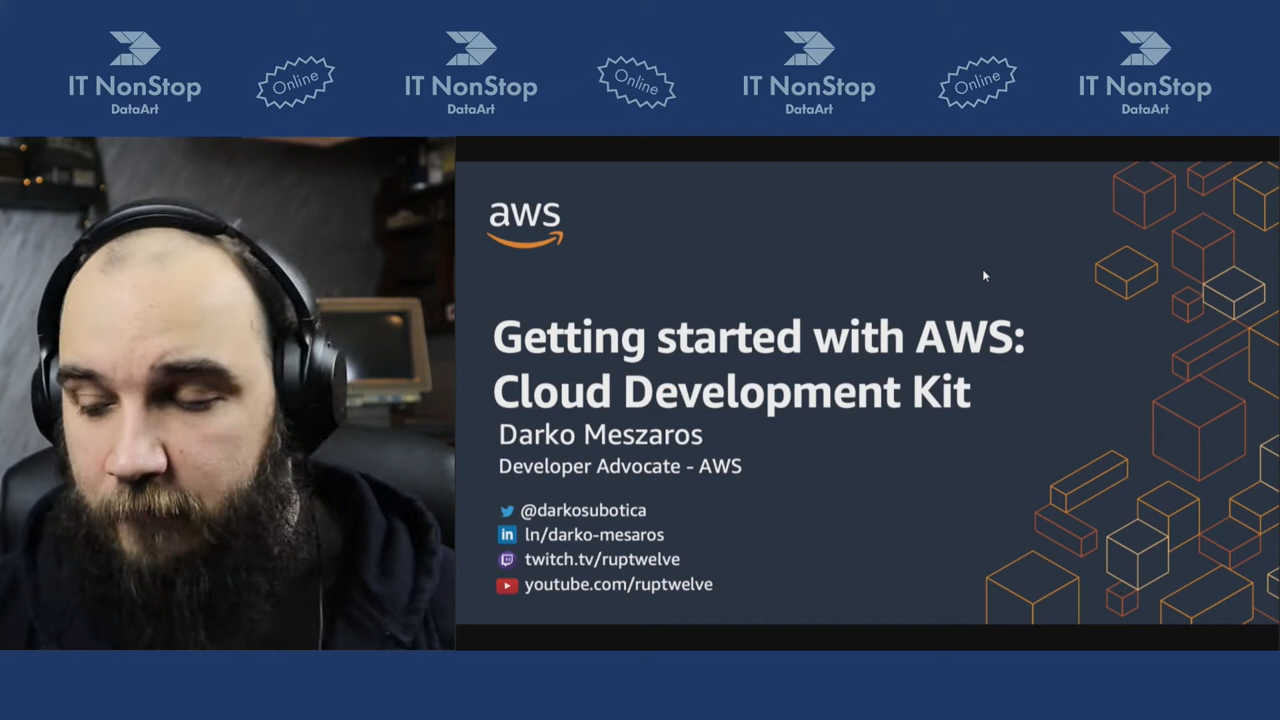 IT NonStop
DataArt
Online
IT NonStop
DataArt
Online
IT NonStop
DataArt
Online
IT NonStop
DataArt
aws
Getting started with AWS:
Cloud Development Kit
Darko Meszaros
Developer Advocate - AWS
@darkosubotica
in ln/darko-mesaros
twitch.tv/ruptwelve
youtube.com/ruptwelve